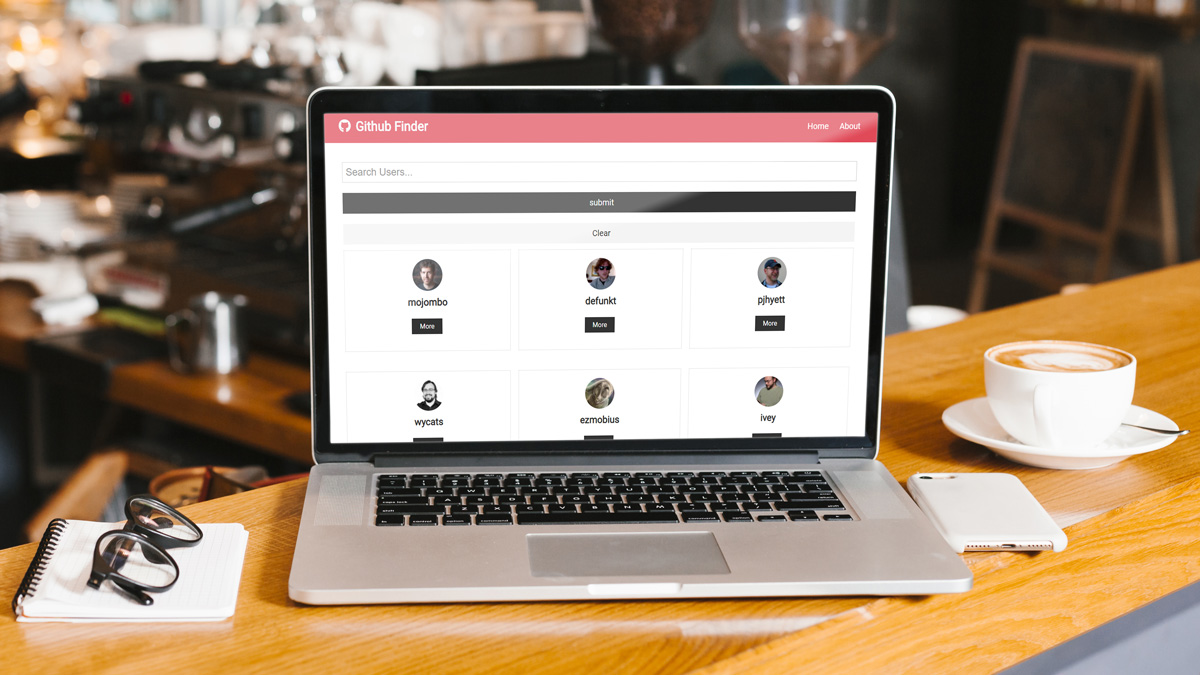 Github Finder
Home About
Search Users...
submit
Clear
mojombo
defunkt
pjhyett
More
More
More
wycats
ezmobius
ivey